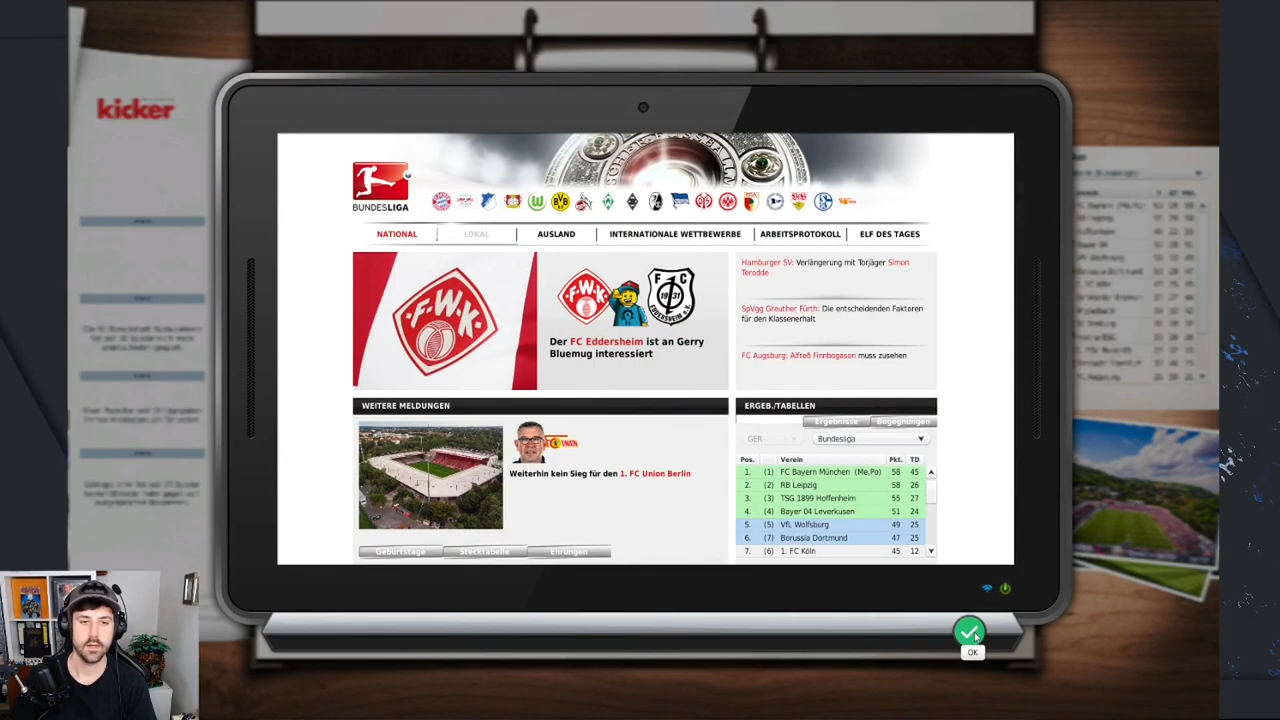 kicker
BUNDESLIGA
NATIONAL
LOKAL
AUSLAND
INTERNATIONALE WETTBEWERBE
ARBEITSPROTOKOLL
ELF DES TAGES
Der FC Eddersheim ist an Gerry
Bluemug interessiert
Hamburger SV: Verlängerung mit Torjäger Simon
Terodde
SpVgg Greuther Fürth: Die entscheidenden Faktoren
für den Klassenerhalt
FC Augsburg: Alfreð Finnbogason muss zusehen
WEITERE MELDUNGEN
Weiterhin kein Sieg für den 1. FC Union Berlin
Geburtstage
Stecktabelle
Ehrungen
ERGEB./TABELLEN
Ergebnisse
Begegnungen
GER
Bundesliga
Pos. Verein Pkt. TD
1. (1) FC Bayern München (Me,Po) 58 45
2. (2) RB Leipzig 58 26
3. (3) TSG 1899 Hoffenheim 55 27
4. (4) Bayer 04 Leverkusen 51 24
5. (5) VfL Wolfsburg 49 25
6. (7) Borussia Dortmund 47 25
7. (6) 1. FC Köln 45 12
OK